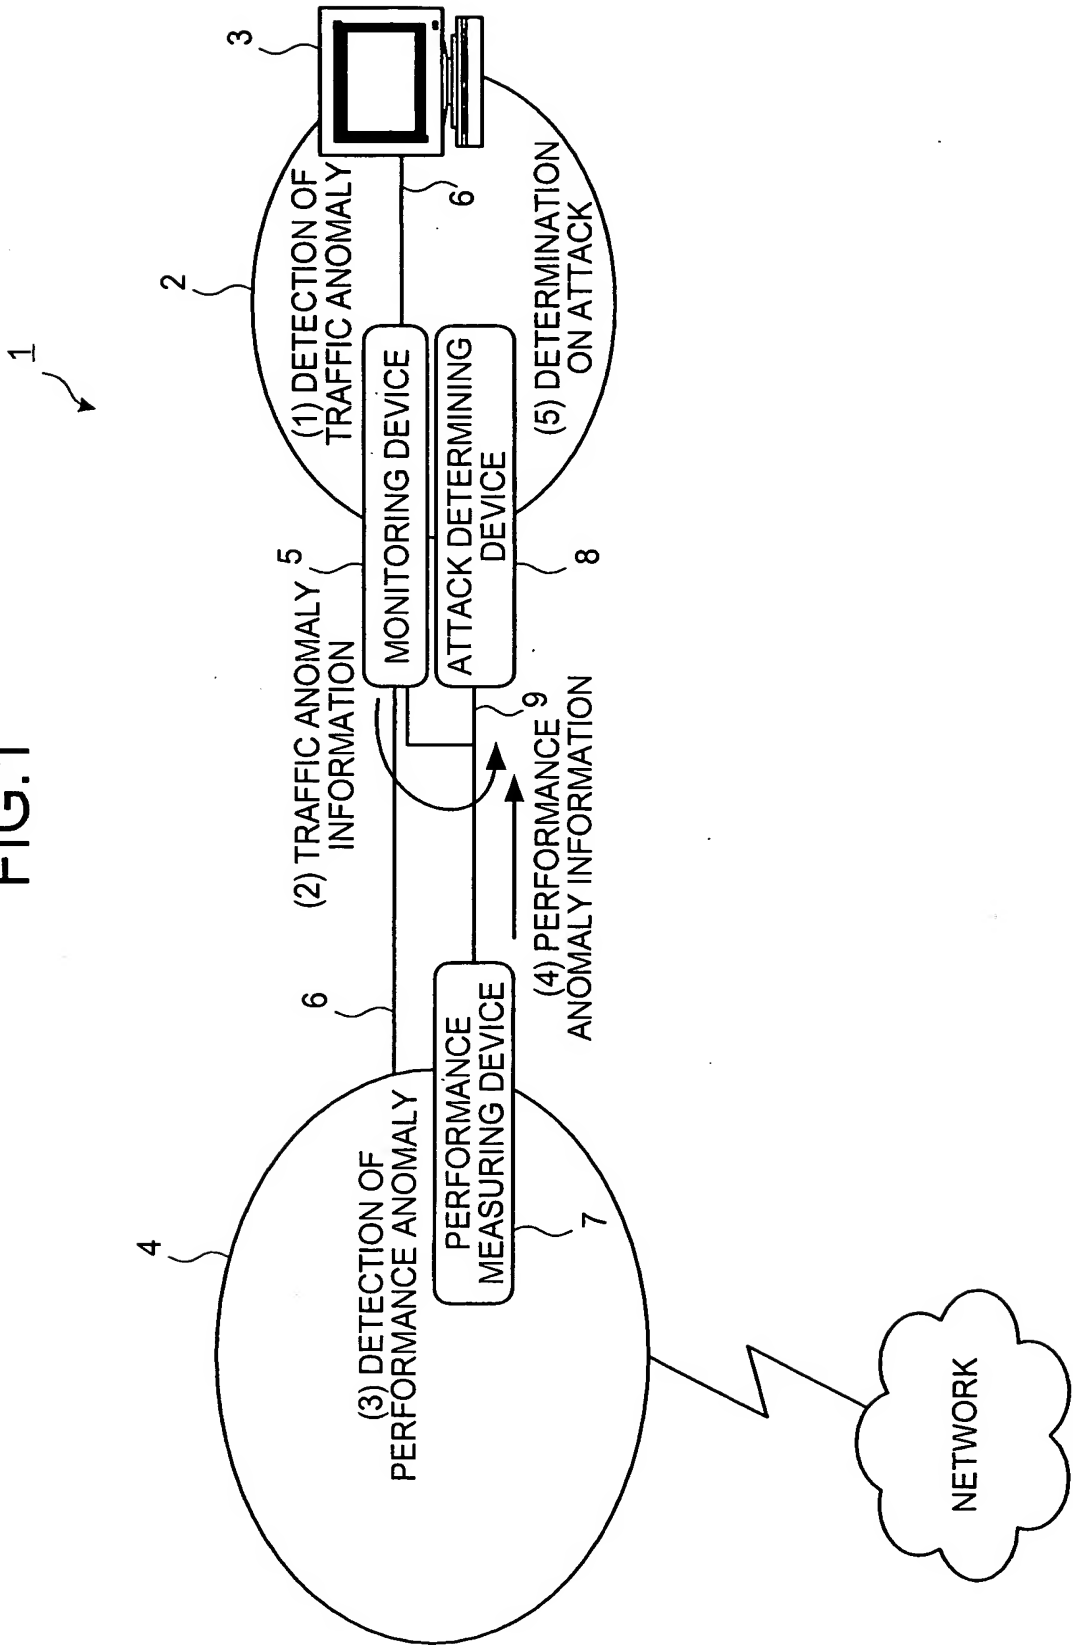 FIG.1
1
2
3
(1) DETECTION OF
TRAFFIC ANOMALY
6
(5) DETERMINATION
ON ATTACK
MONITORING DEVICE
5
ATTACK DETERMINING
DEVICE
8
(2) TRAFFIC ANOMALY
INFORMATION
9
(4) PERFORMANCE
ANOMALY INFORMATION
6
4
(3) DETECTION OF
PERFORMANCE ANOMALY
PERFORMANCE
MEASURING DEVICE
7
NETWORK